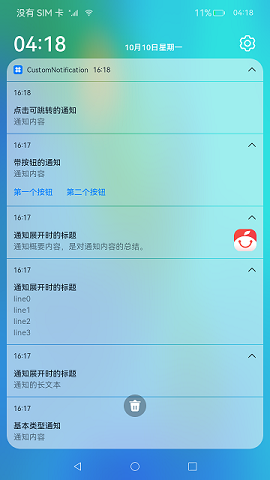 没有 SIM 卡
11%
04:18
04:18
10月10日星期一
CustomNotification 16:18
16:18
点击可跳转的通知
通知内容
16:17
带按钮的通知
通知内容
第一个按钮 第二个按钮
16:17
通知展开时的标题
通知概要内容，是对通知内容的总结。
16:17
通知展开时的标题
line0
line1
line2
line3
16:17
通知展开时的标题
通知的长文本
16:17
基本类型通知
通知内容